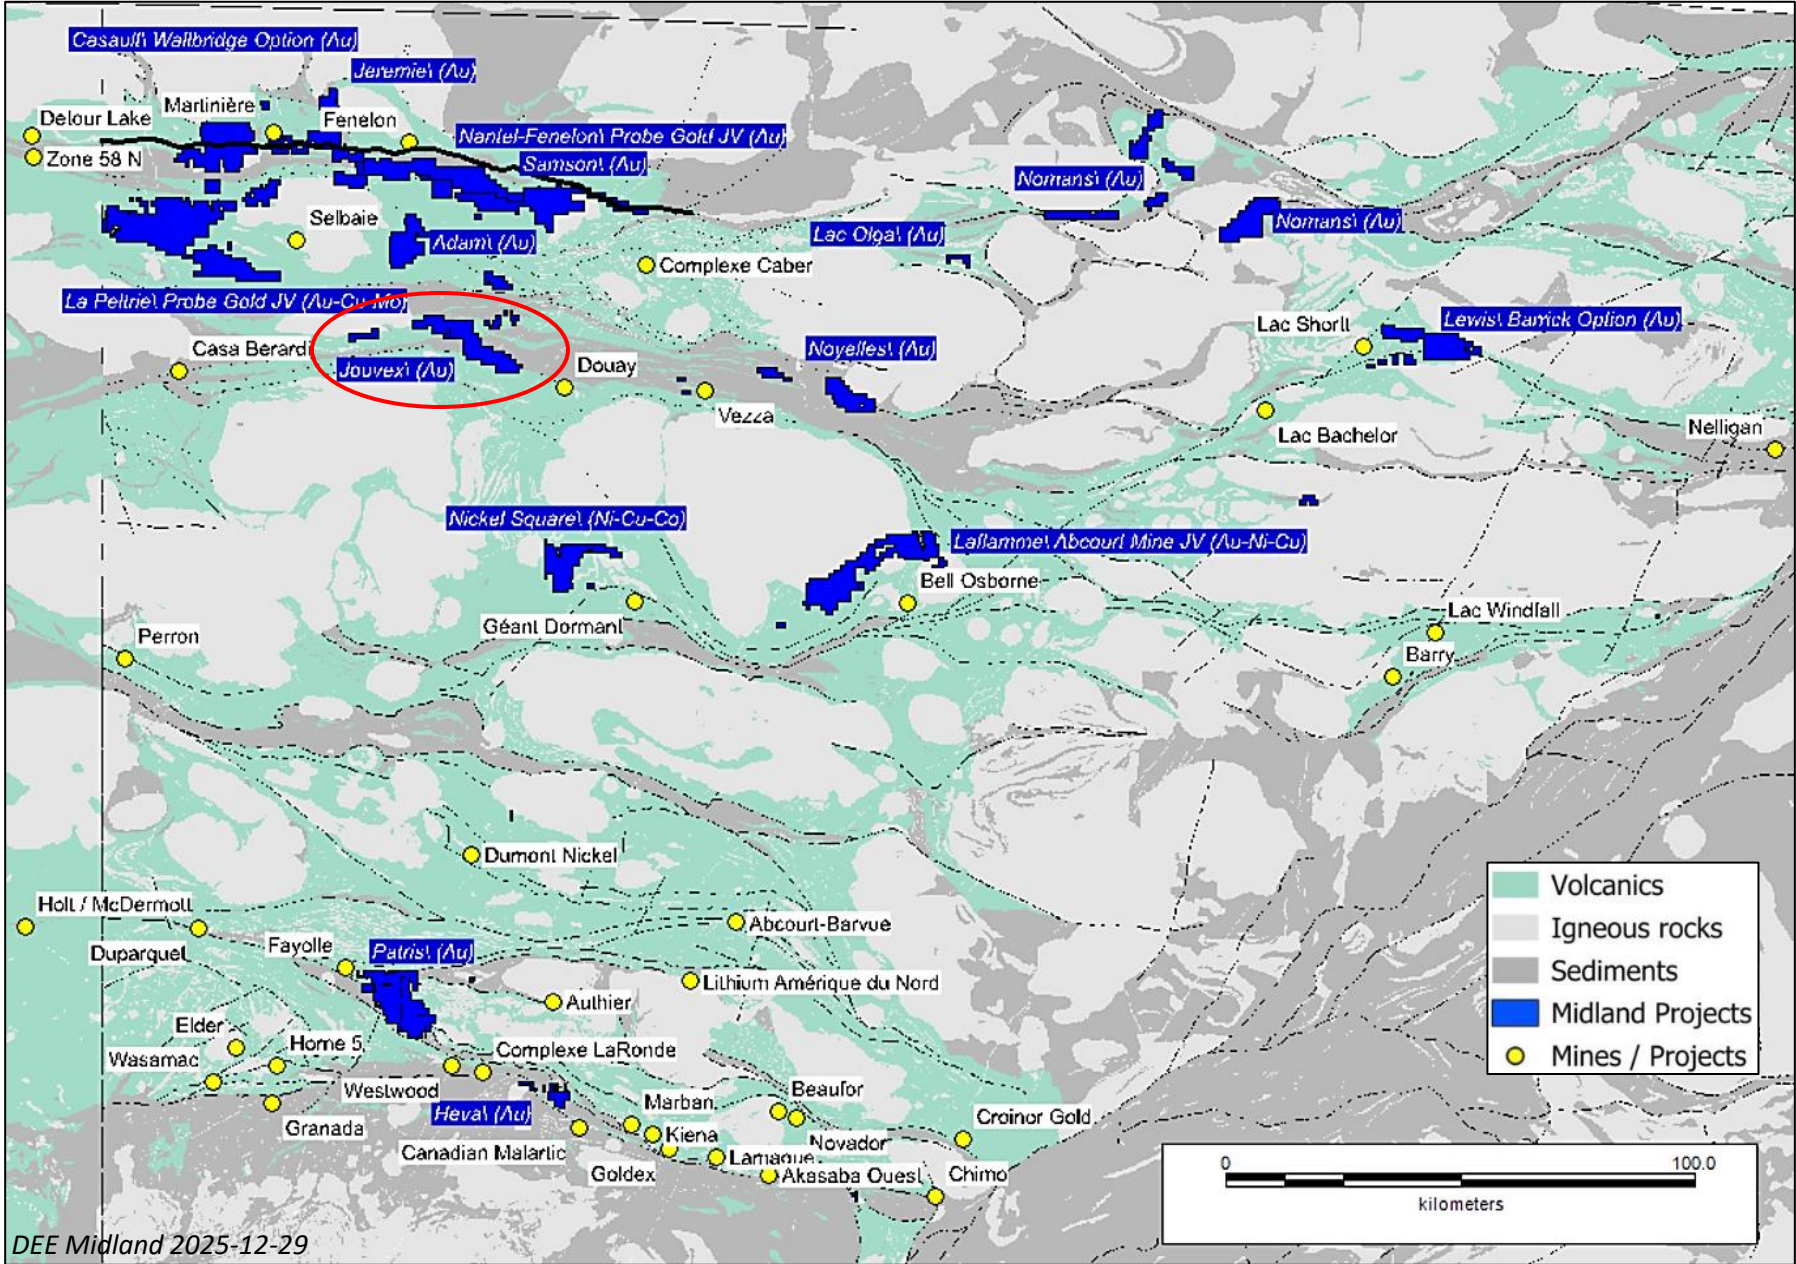 Casault\ Wallbridge Option (Au)
Jeremie\ (Au)
Detour Lake
Martinière
Fenelon
Nantel-Fenelon\ Probe Gold JV (Au)
Zone 58 N
Samson\ (Au)
Nomans\ (Au)
Selbaie
Adam\ (Au)
Lac Olga\ (Au)
Nomans\ (Au)
Complexe Caber
La Peltrie\ Probe Gold JV (Au-Cu-Mo)
Lac Shortt
Lewis\ Barrick Option (Au)
Casa Berardi
Jouvex\ (Au)
Douay
Noyelles\ (Au)
Vezza
Lac Bachelor
Nelligan
Nickel Square\ (Ni-Cu-Co)
Laflamme\ Abcourt Mine JV (Au-Ni-Cu)
Bell Osborne
Géant Dormant
Lac Windfall
Perron
Barry
Dumont Nickel
Holt / McDermott
Abcourt-Barvue
Duparquet
Fayolle
Patris\ (Au)
Lithium Amérique du Nord
Authier
Elder
Horne 5
Wasamac
Complexe LaRonde
Westwood
Heva\ (Au)
Granada
Marban
Beaufor
Croinor Gold
Canadian Malartic
Kiena
Novador
Goldex
Lamaque
Akasaba Ouest
Chimo
Volcanics
Igneous rocks
Sediments
Midland Projects
Mines / Projects
0 100.0
kilometers
DEE Midland 2025-12-29